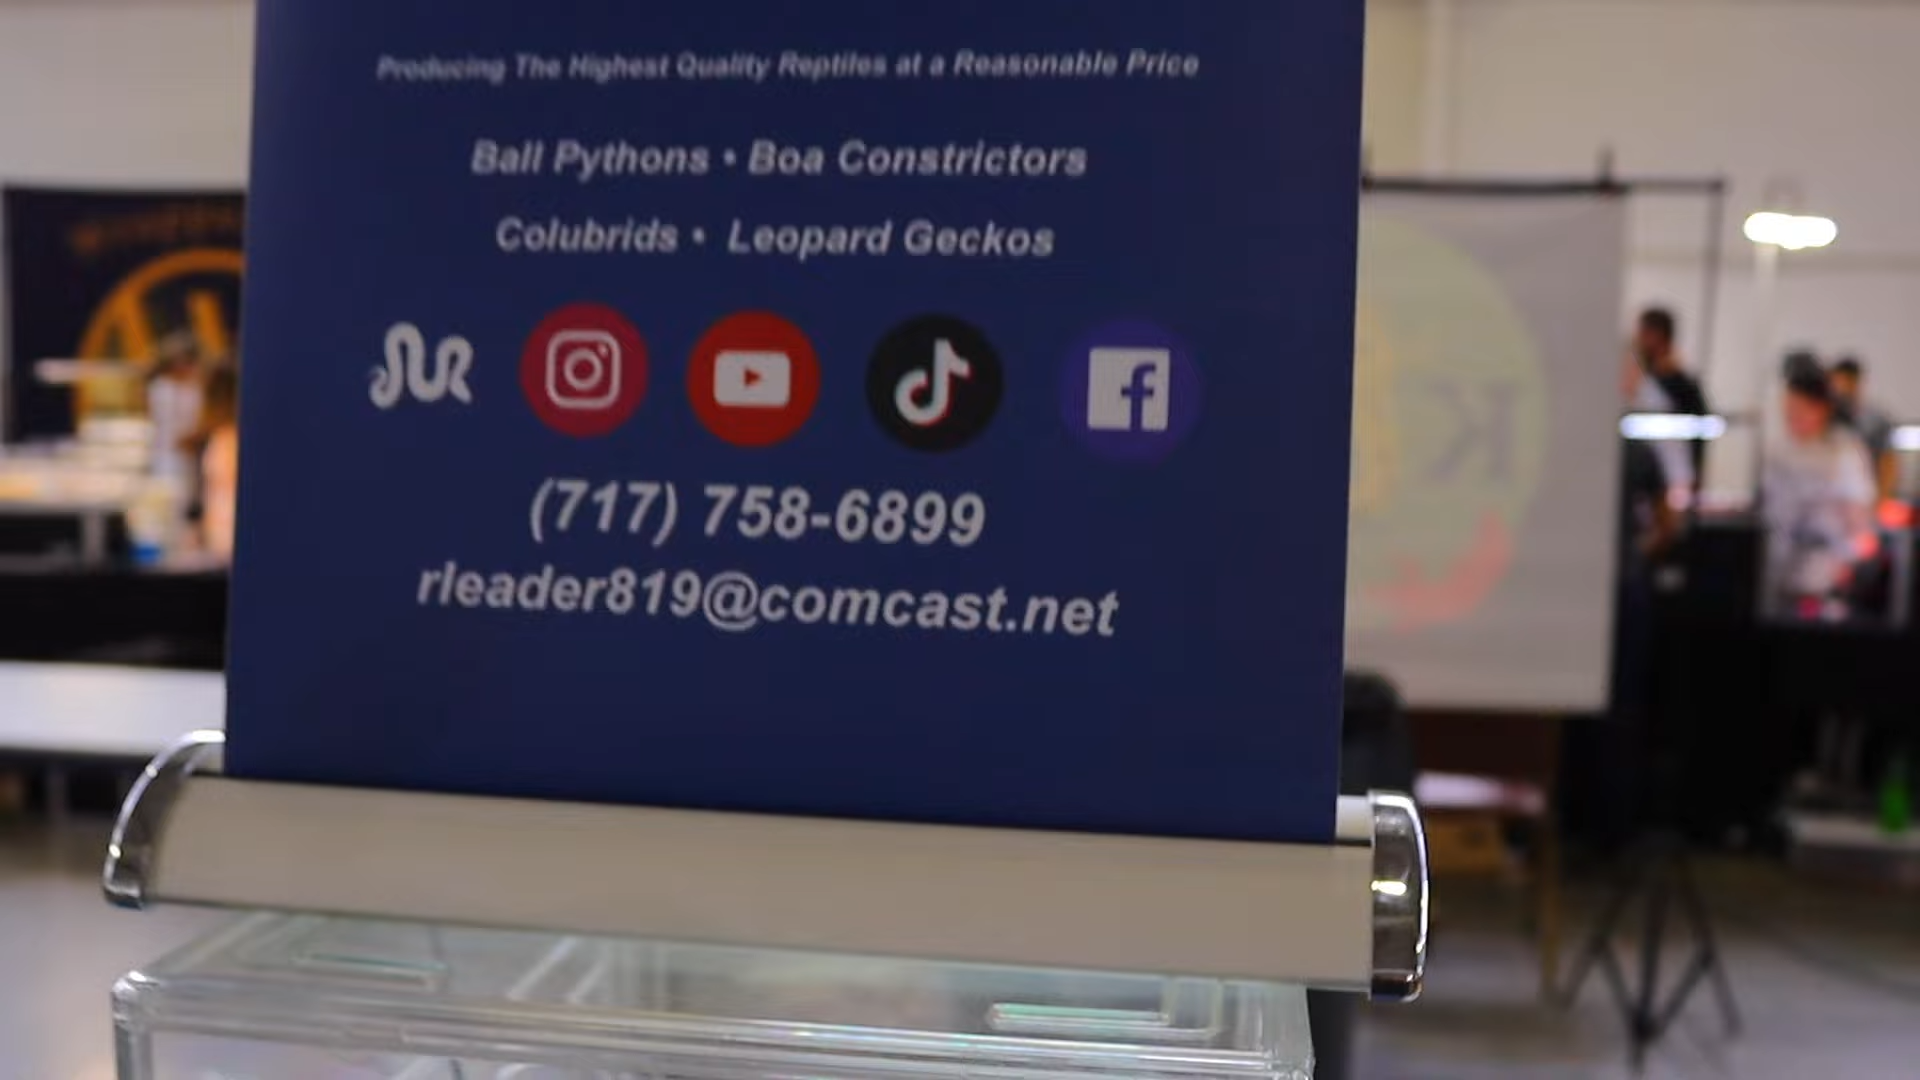 Producing The Highest Quality Reptiles at a Reasonable Price
Ball Pythons • Boa Constrictors
Colubrids • Leopard Geckos
(717) 758-6899
rleader819@comcast.net